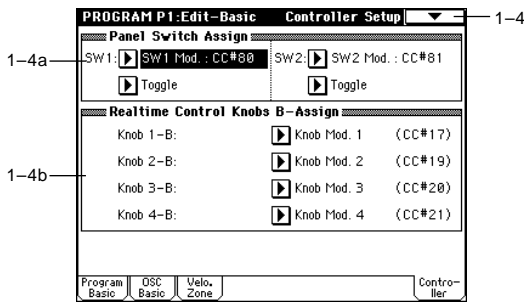 PROGRAM P1:Edit-Basic Controller Setup
1–4
Panel Switch Assign
1–4a
SW1: SW1 Mod. : CC#80 SW2: SW2 Mod. : CC#81
Toggle Toggle
Realtime Control Knobs B-Assign
Knob 1-B: Knob Mod. 1 (CC#17)
1–4b
Knob 2-B: Knob Mod. 2 (CC#19)
Knob 3-B: Knob Mod. 3 (CC#20)
Knob 4-B: Knob Mod. 4 (CC#21)
Program Basic
OSC Basic
Velo. Zone
Contro-ller